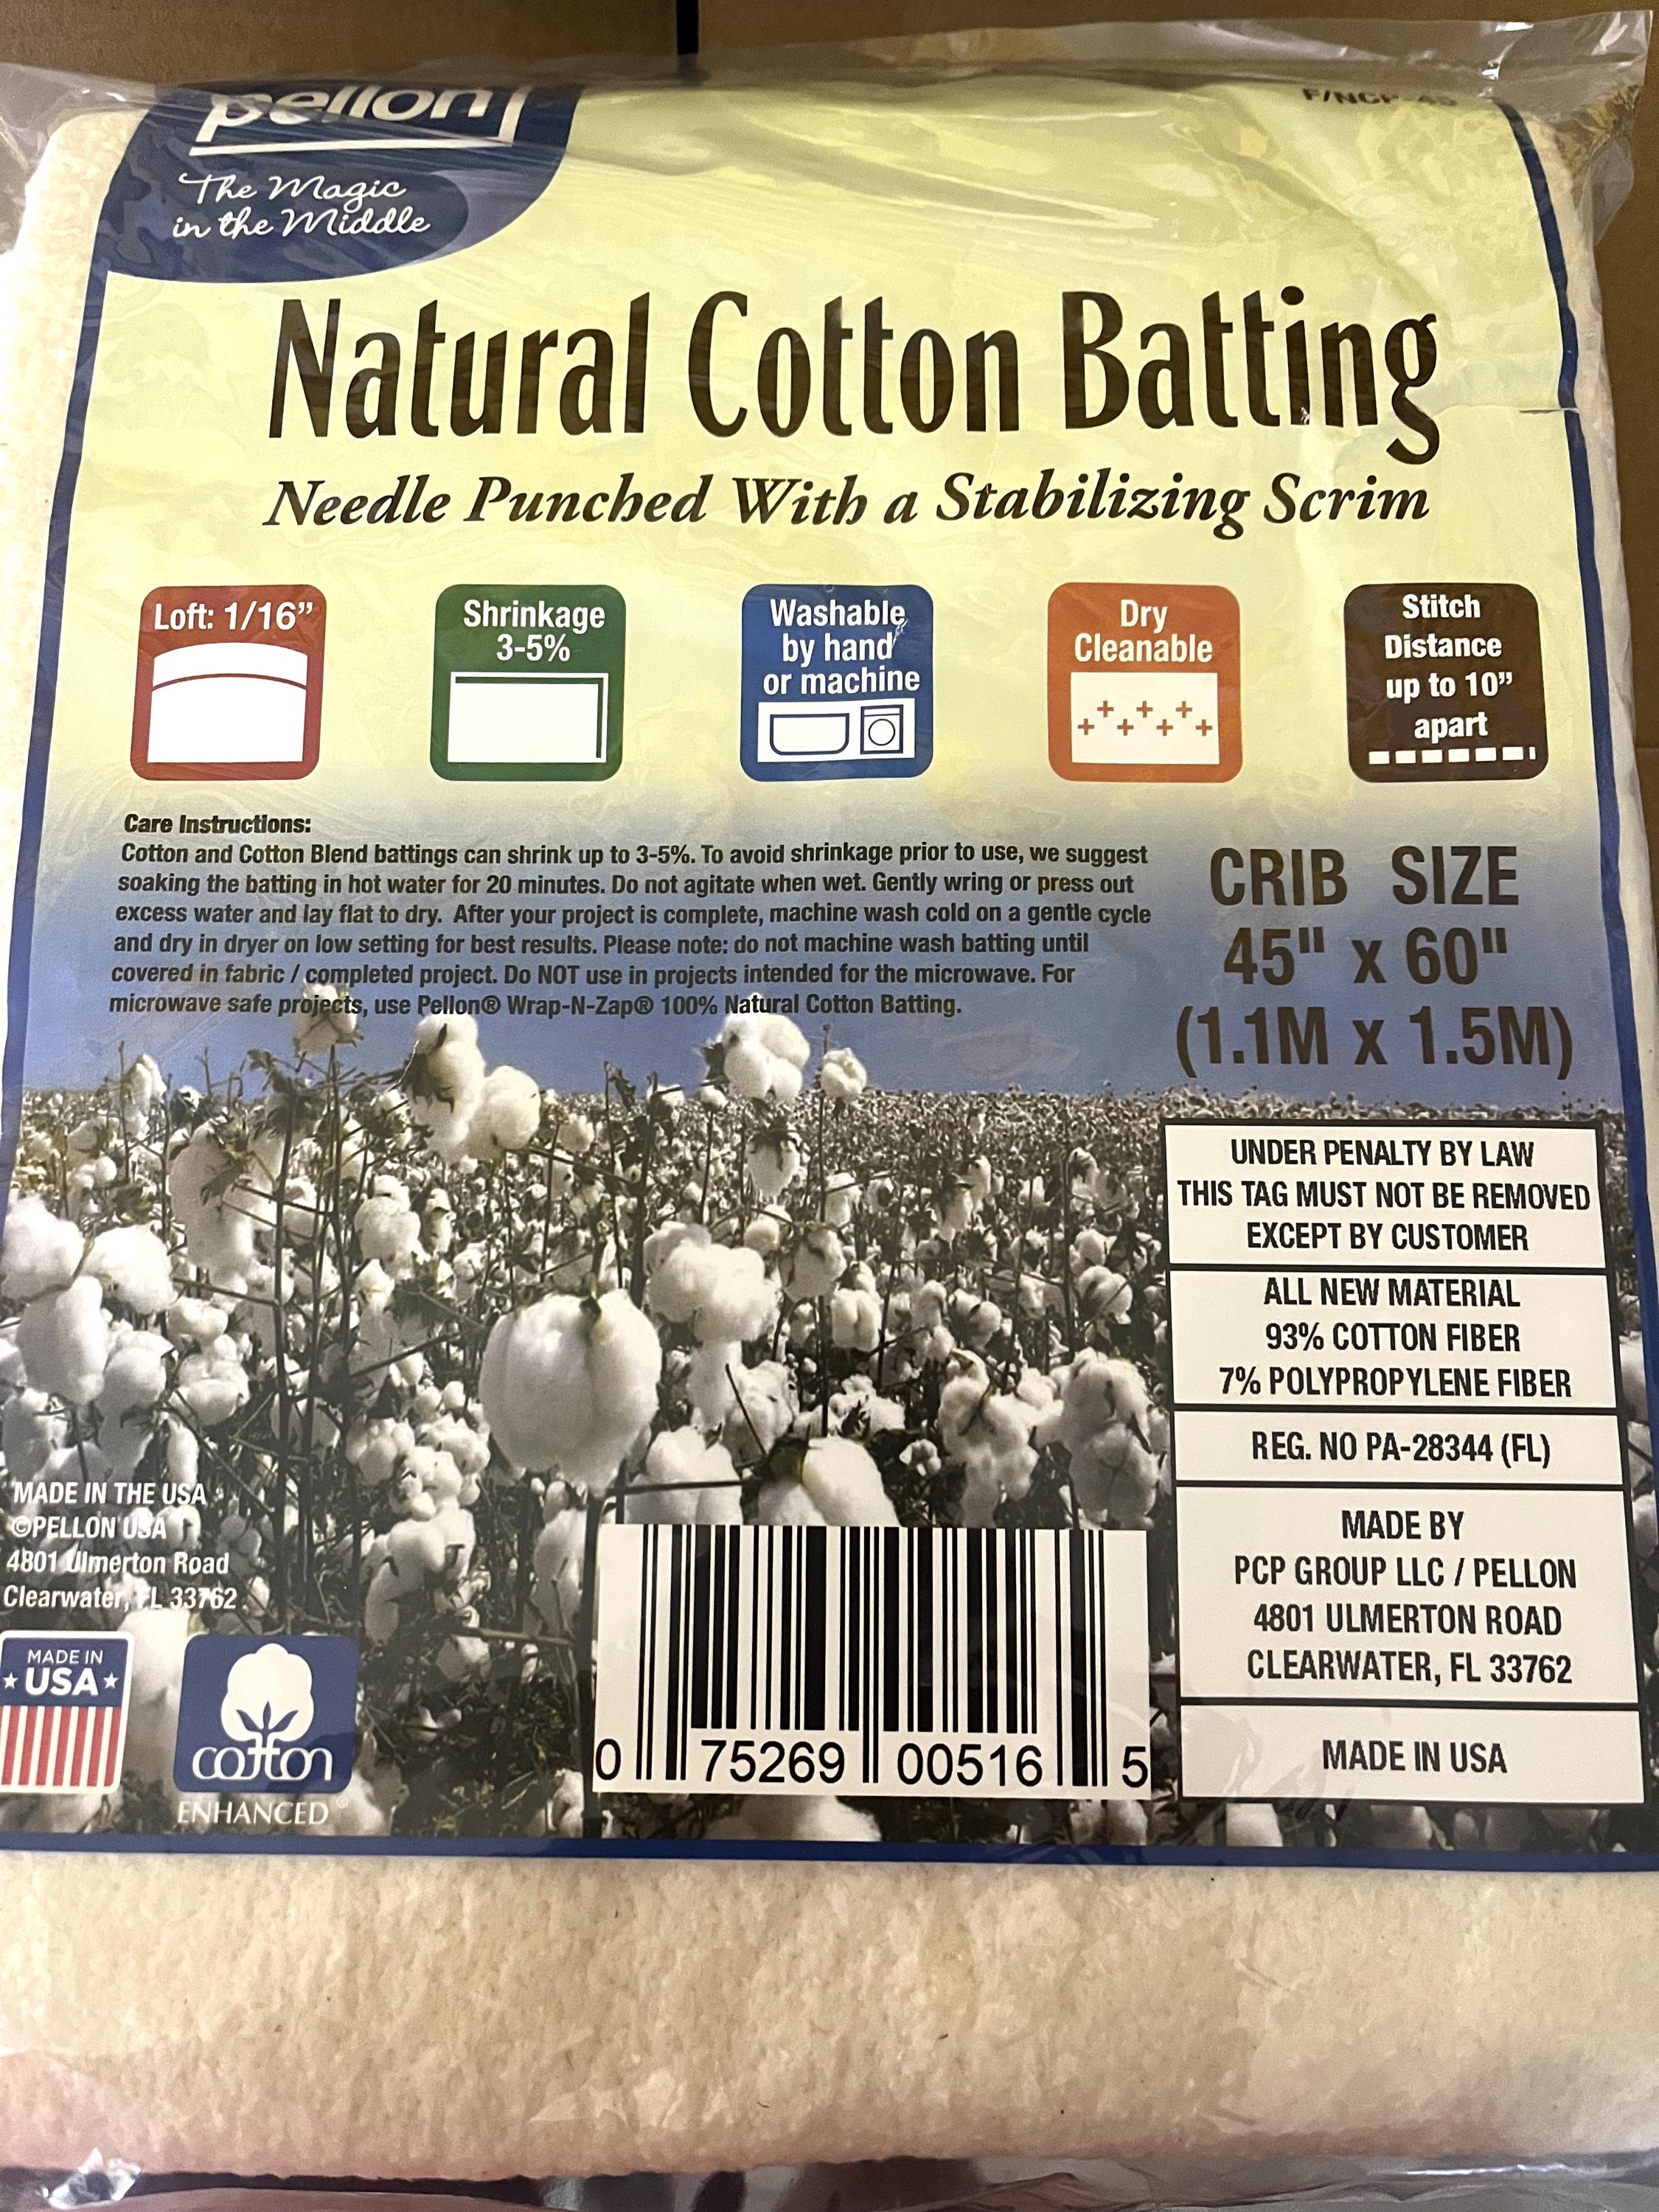 pellon
The Magic
in the Middle
Natural Cotton Batting
Needle Punched With a Stabilizing Scrim
Loft: 1/16”
Shrinkage
3-5%
Washable
by hand
or machine
Dry
Cleanable
Stitch
Distance
up to 10”
apart
Care Instructions:
Cotton and Cotton Blend battings can shrink up to 3-5%. To avoid shrinkage prior to use, we suggest
soaking the batting in hot water for 20 minutes. Do not agitate when wet. Gently wring or press out
excess water and lay flat to dry. After your project is complete, machine wash cold on a gentle cycle
and dry in dryer on low setting for best results. Please note: do not machine wash batting until
covered in fabric / completed project. Do NOT use in projects intended for the microwave. For
microwave safe projects, use Pellon® Wrap-N-Zap® 100% Natural Cotton Batting.
CRIB SIZE
45" x 60"
(1.1M x 1.5M)
UNDER PENALTY BY LAW
THIS TAG MUST NOT BE REMOVED
EXCEPT BY CUSTOMER
ALL NEW MATERIAL
93% COTTON FIBER
7% POLYPROPYLENE FIBER
REG. NO PA-28344 (FL)
MADE BY
PCP GROUP LLC / PELLON
4801 ULMERTON ROAD
CLEARWATER, FL 33762
MADE IN USA
MADE IN THE USA
©PELLON USA
4801 Ulmerton Road
Clearwater, FL 33762
MADE IN
USA
cotton
ENHANCED®
0 75269 00516 5